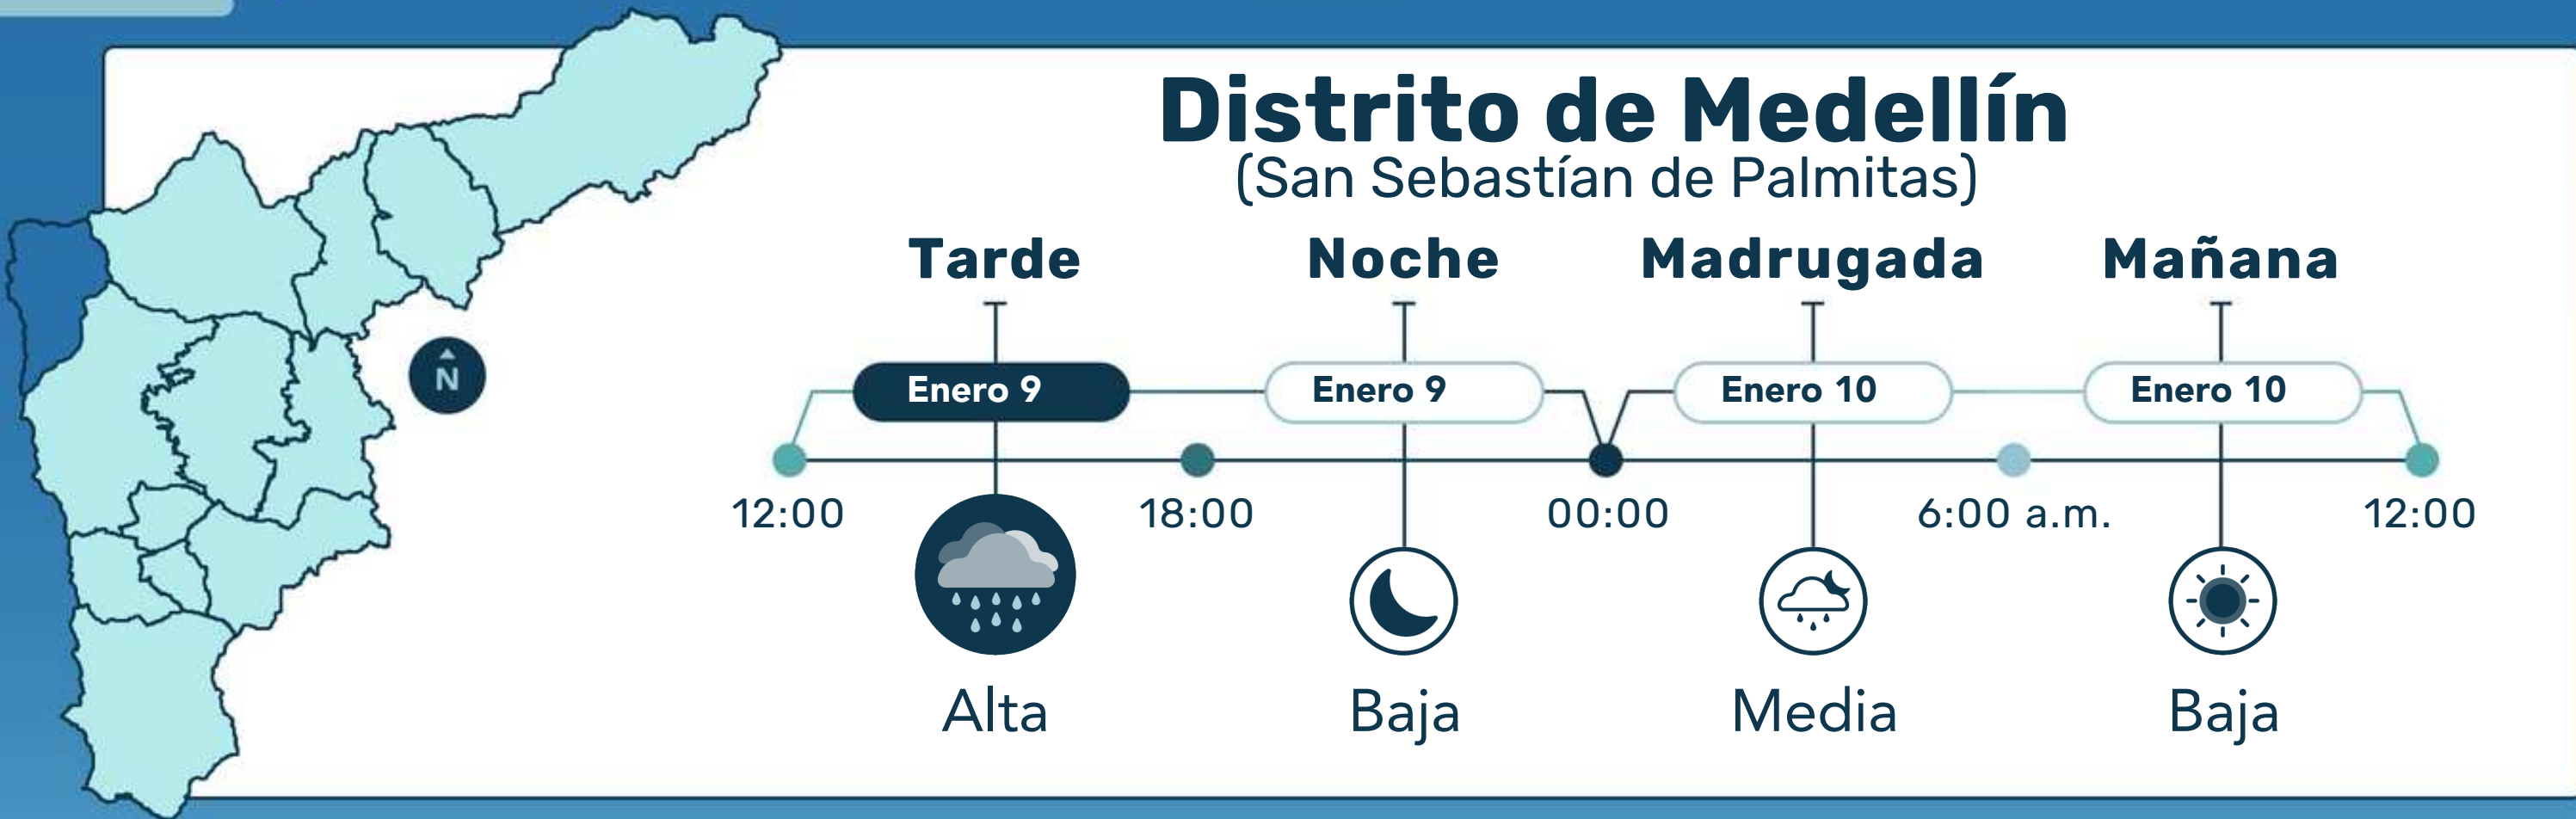 Distrito de Medellín
(San Sebastían de Palmitas)
Tarde Noche Madrugada Mañana
Enero 9 Enero 9 Enero 10 Enero 10
N
12:00 18:00 00:00 6:00 a.m. 12:00
Alta Baja Media Baja